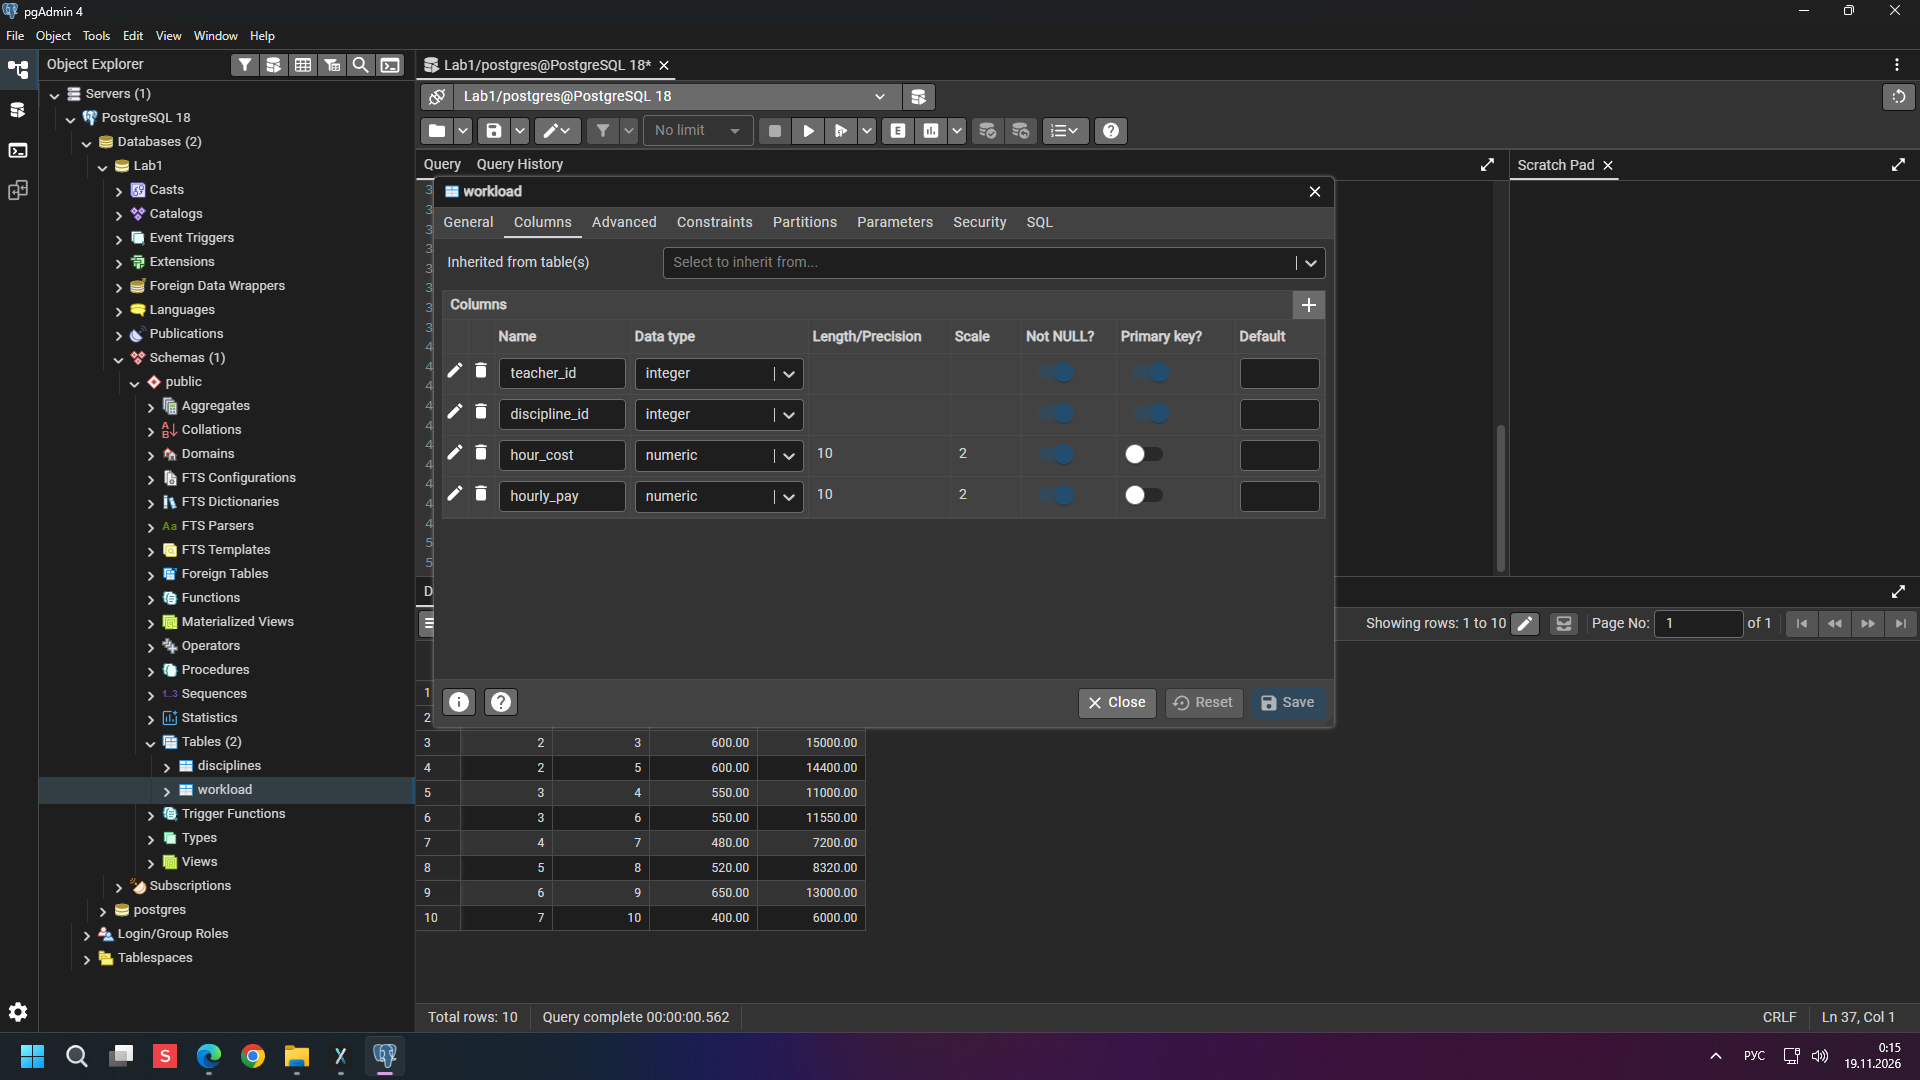 pgAdmin 4
File Object Tools Edit View Window Help
Object Explorer
Servers (1)
PostgreSQL 18
Databases (2)
Lab1
Casts
Catalogs
Event Triggers
Extensions
Foreign Data Wrappers
Languages
Publications
Schemas (1)
public
Aggregates
Collations
Domains
FTS Configurations
FTS Dictionaries
FTS Parsers
FTS Templates
Foreign Tables
Functions
Materialized Views
Operators
Procedures
1..3 Sequences
Statistics
Tables (2)
disciplines
workload
Trigger Functions
Types
Views
Subscriptions
postgres
Login/Group Roles
Tablespaces
Lab1/postgres@PostgreSQL 18*
Lab1/postgres@PostgreSQL 18
No limit
Query Query History
Scratch Pad
workload
General Columns Advanced Constraints Partitions Parameters Security SQL
Inherited from table(s) Select to inherit from...
Columns
Name Data type Length/Precision Scale Not NULL? Primary key? Default
teacher_id integer
discipline_id integer
hour_cost numeric 10 2
hourly_pay numeric 10 2
Close Reset Save
Showing rows: 1 to 10 Page No: 1 of 1
1
2
3 2 3 600.00 15000.00
4 2 5 600.00 14400.00
5 3 4 550.00 11000.00
6 3 6 550.00 11550.00
7 4 7 480.00 7200.00
8 5 8 520.00 8320.00
9 6 9 650.00 13000.00
10 7 10 400.00 6000.00
Total rows: 10 Query complete 00:00:00.562 CRLF Ln 37, Col 1
S X РУС 0:15
19.11.2026